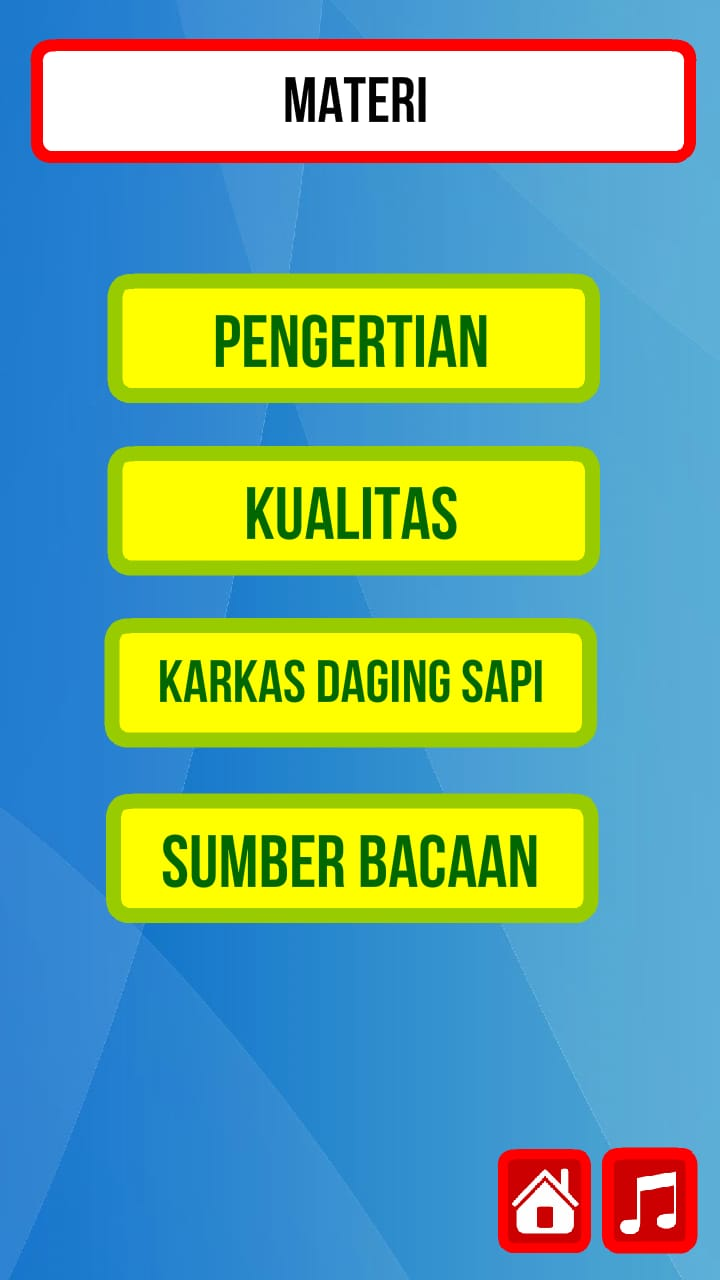 MATERI
PENGERTIAN
KUALITAS
KARKAS DAGING SAPI
SUMBER BACAAN